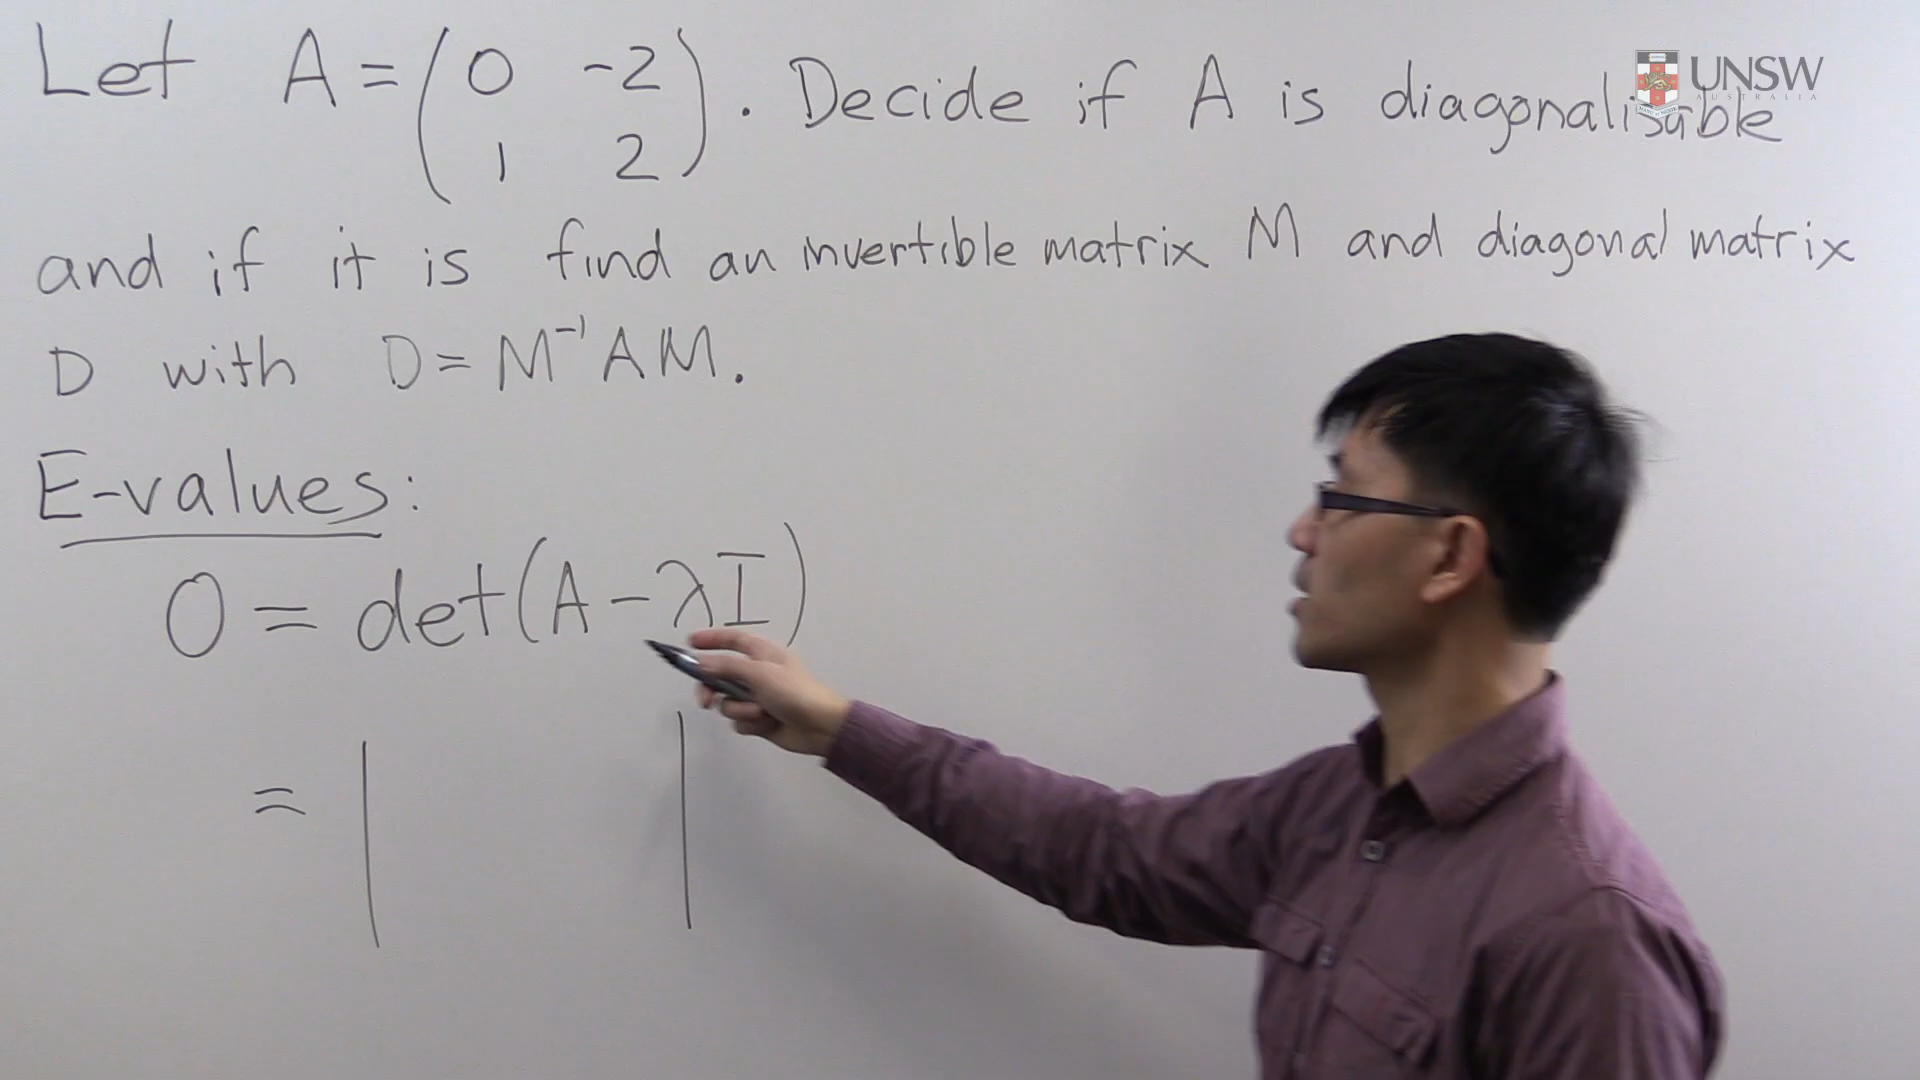 Let A = ( 0 -2 ) . Decide if A is diagonalisable
( 1 2 )
and if it is find an invertible matrix M and diagonal matrix
D with D = M⁻¹AM.
E-values:
0 = det(A - λI)
= | |
UNSW
AUSTRALIA